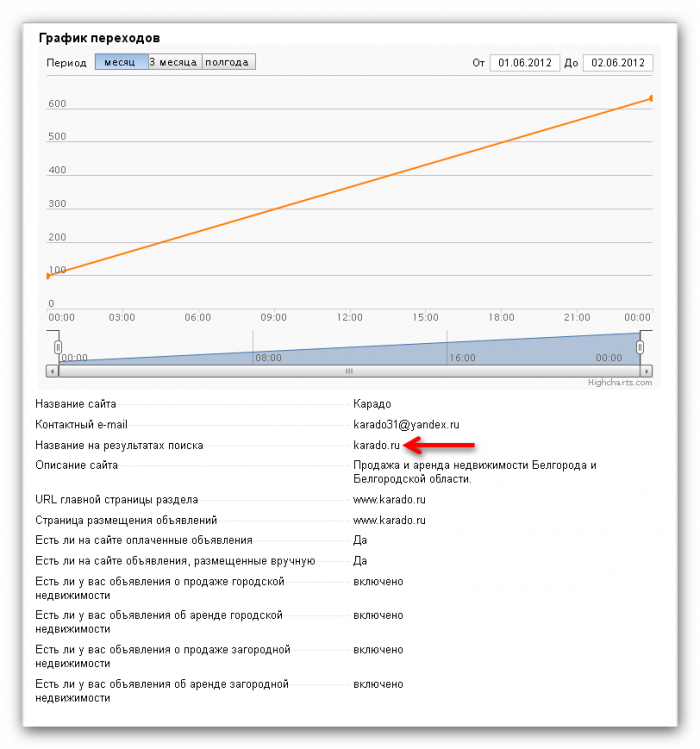 График переходов
Период месяц 3 месяца полгода От 01.06.2012 До 02.06.2012
600
500
400
300
200
100
0
00:00 03:00 06:00 09:00 12:00 15:00 18:00 21:00 00:00
00:00 08:00 16:00 00:00
Highcharts.com
Название сайта Карадо
Контактный e-mail karado31@yandex.ru
Название на результатах поиска karado.ru
Описание сайта Продажа и аренда недвижимости Белгорода и
Белгородской области.
URL главной страницы раздела www.karado.ru
Страница размещения объявлений www.karado.ru
Есть ли на сайте оплаченные объявления Да
Есть ли на сайте объявления, размещенные вручную Да
Есть ли у вас объявления о продаже городской включено
недвижимости
Есть ли у вас объявления об аренде городской включено
недвижимости
Есть ли у вас объявления о продаже загородной включено
недвижимости
Есть ли у вас объявления об аренде загородной включено
недвижимости